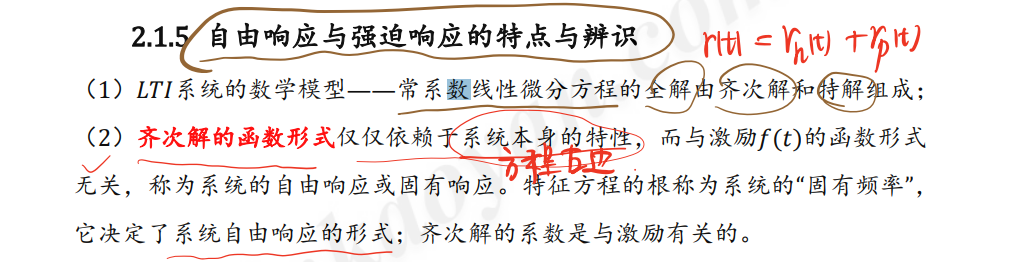 2.1.5 自由响应与强迫响应的特点与辨识
r(t) = rₕ(t) + rₚ(t)
（1）LTI系统的数学模型——常系数线性微分方程的全解由齐次解和特解组成；
（2）齐次解的函数形式仅仅依赖于系统本身的特性，而与激励f(t)的函数形式
方程左边
无关，称为系统的自由响应或固有响应。特征方程的根称为系统的“固有频率”，
它决定了系统自由响应的形式；齐次解的系数是与激励有关的。